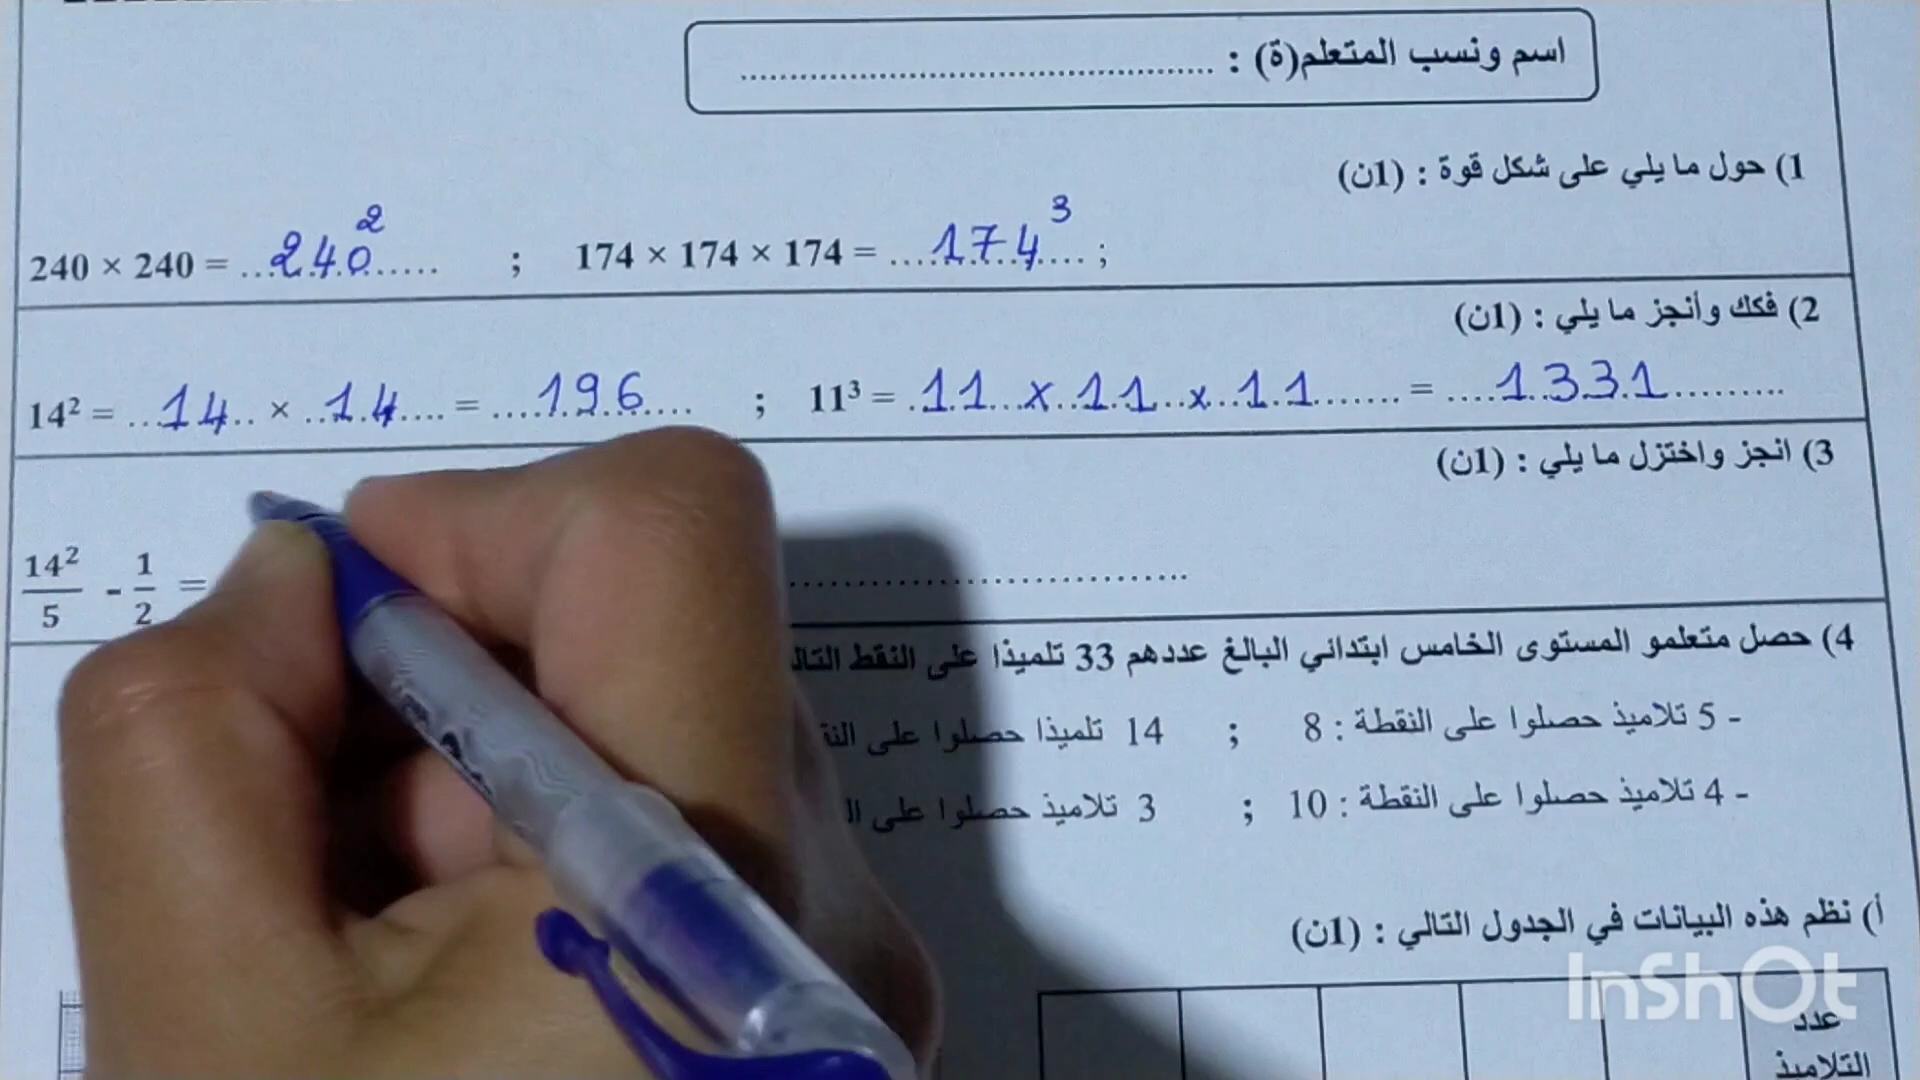 اسم ونسب المتعلم(ة) : ................................................
1) حول ما يلي على شكل قوة : (1ن)
240 × 240 = ...240²...... ; 174 × 174 × 174 = ......174³...... ;
2) فكك وأنجز ما يلي : (1ن)
14² = ...14.. × ..14.... = ....196...... ; 11³ = .11...x..11..x...11....... = ....1331.........
3) انجز واختزل ما يلي : (1ن)
14²/5 - 1/2 = ......................................
4) حصل متعلمو المستوى الخامس ابتدائي البالغ عددهم 33 تلميذا على النقط
- 5 تلاميذ حصلوا على النقطة : 8 ; 14 تلميذا حصلوا على
- 4 تلاميذ حصلوا على النقطة : 10 ; 3 تلاميذ حصلوا على
أ) نظم هذه البيانات في الجدول التالي : (1ن)
InShOt
عدد
التلاميذ